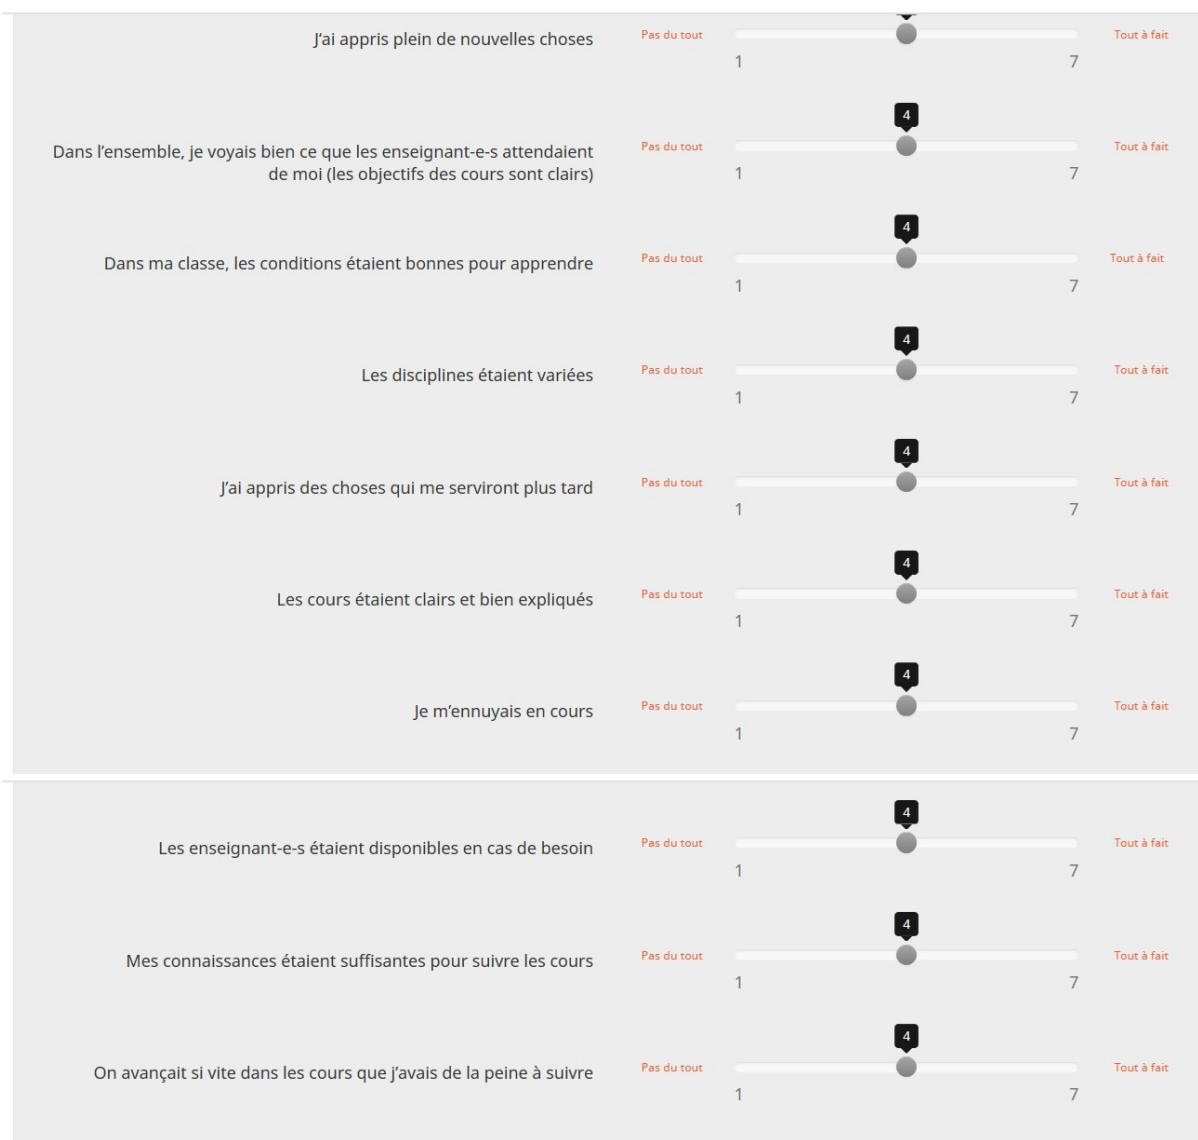 J'ai appris plein de nouvelles choses Pas du tout Tout à fait
1 7
4
Dans l'ensemble, je voyais bien ce que les enseignant-e-s attendaient Pas du tout Tout à fait
de moi (les objectifs des cours sont clairs) 1 7
4
Dans ma classe, les conditions étaient bonnes pour apprendre Pas du tout Tout à fait
1 7
4
Les disciplines étaient variées Pas du tout Tout à fait
1 7
4
J'ai appris des choses qui me serviront plus tard Pas du tout Tout à fait
1 7
4
Les cours étaient clairs et bien expliqués Pas du tout Tout à fait
1 7
4
Je m'ennuyais en cours Pas du tout Tout à fait
1 7
4
Les enseignant-e-s étaient disponibles en cas de besoin Pas du tout Tout à fait
1 7
4
Mes connaissances étaient suffisantes pour suivre les cours Pas du tout Tout à fait
1 7
4
On avançait si vite dans les cours que j'avais de la peine à suivre Pas du tout Tout à fait
1 7